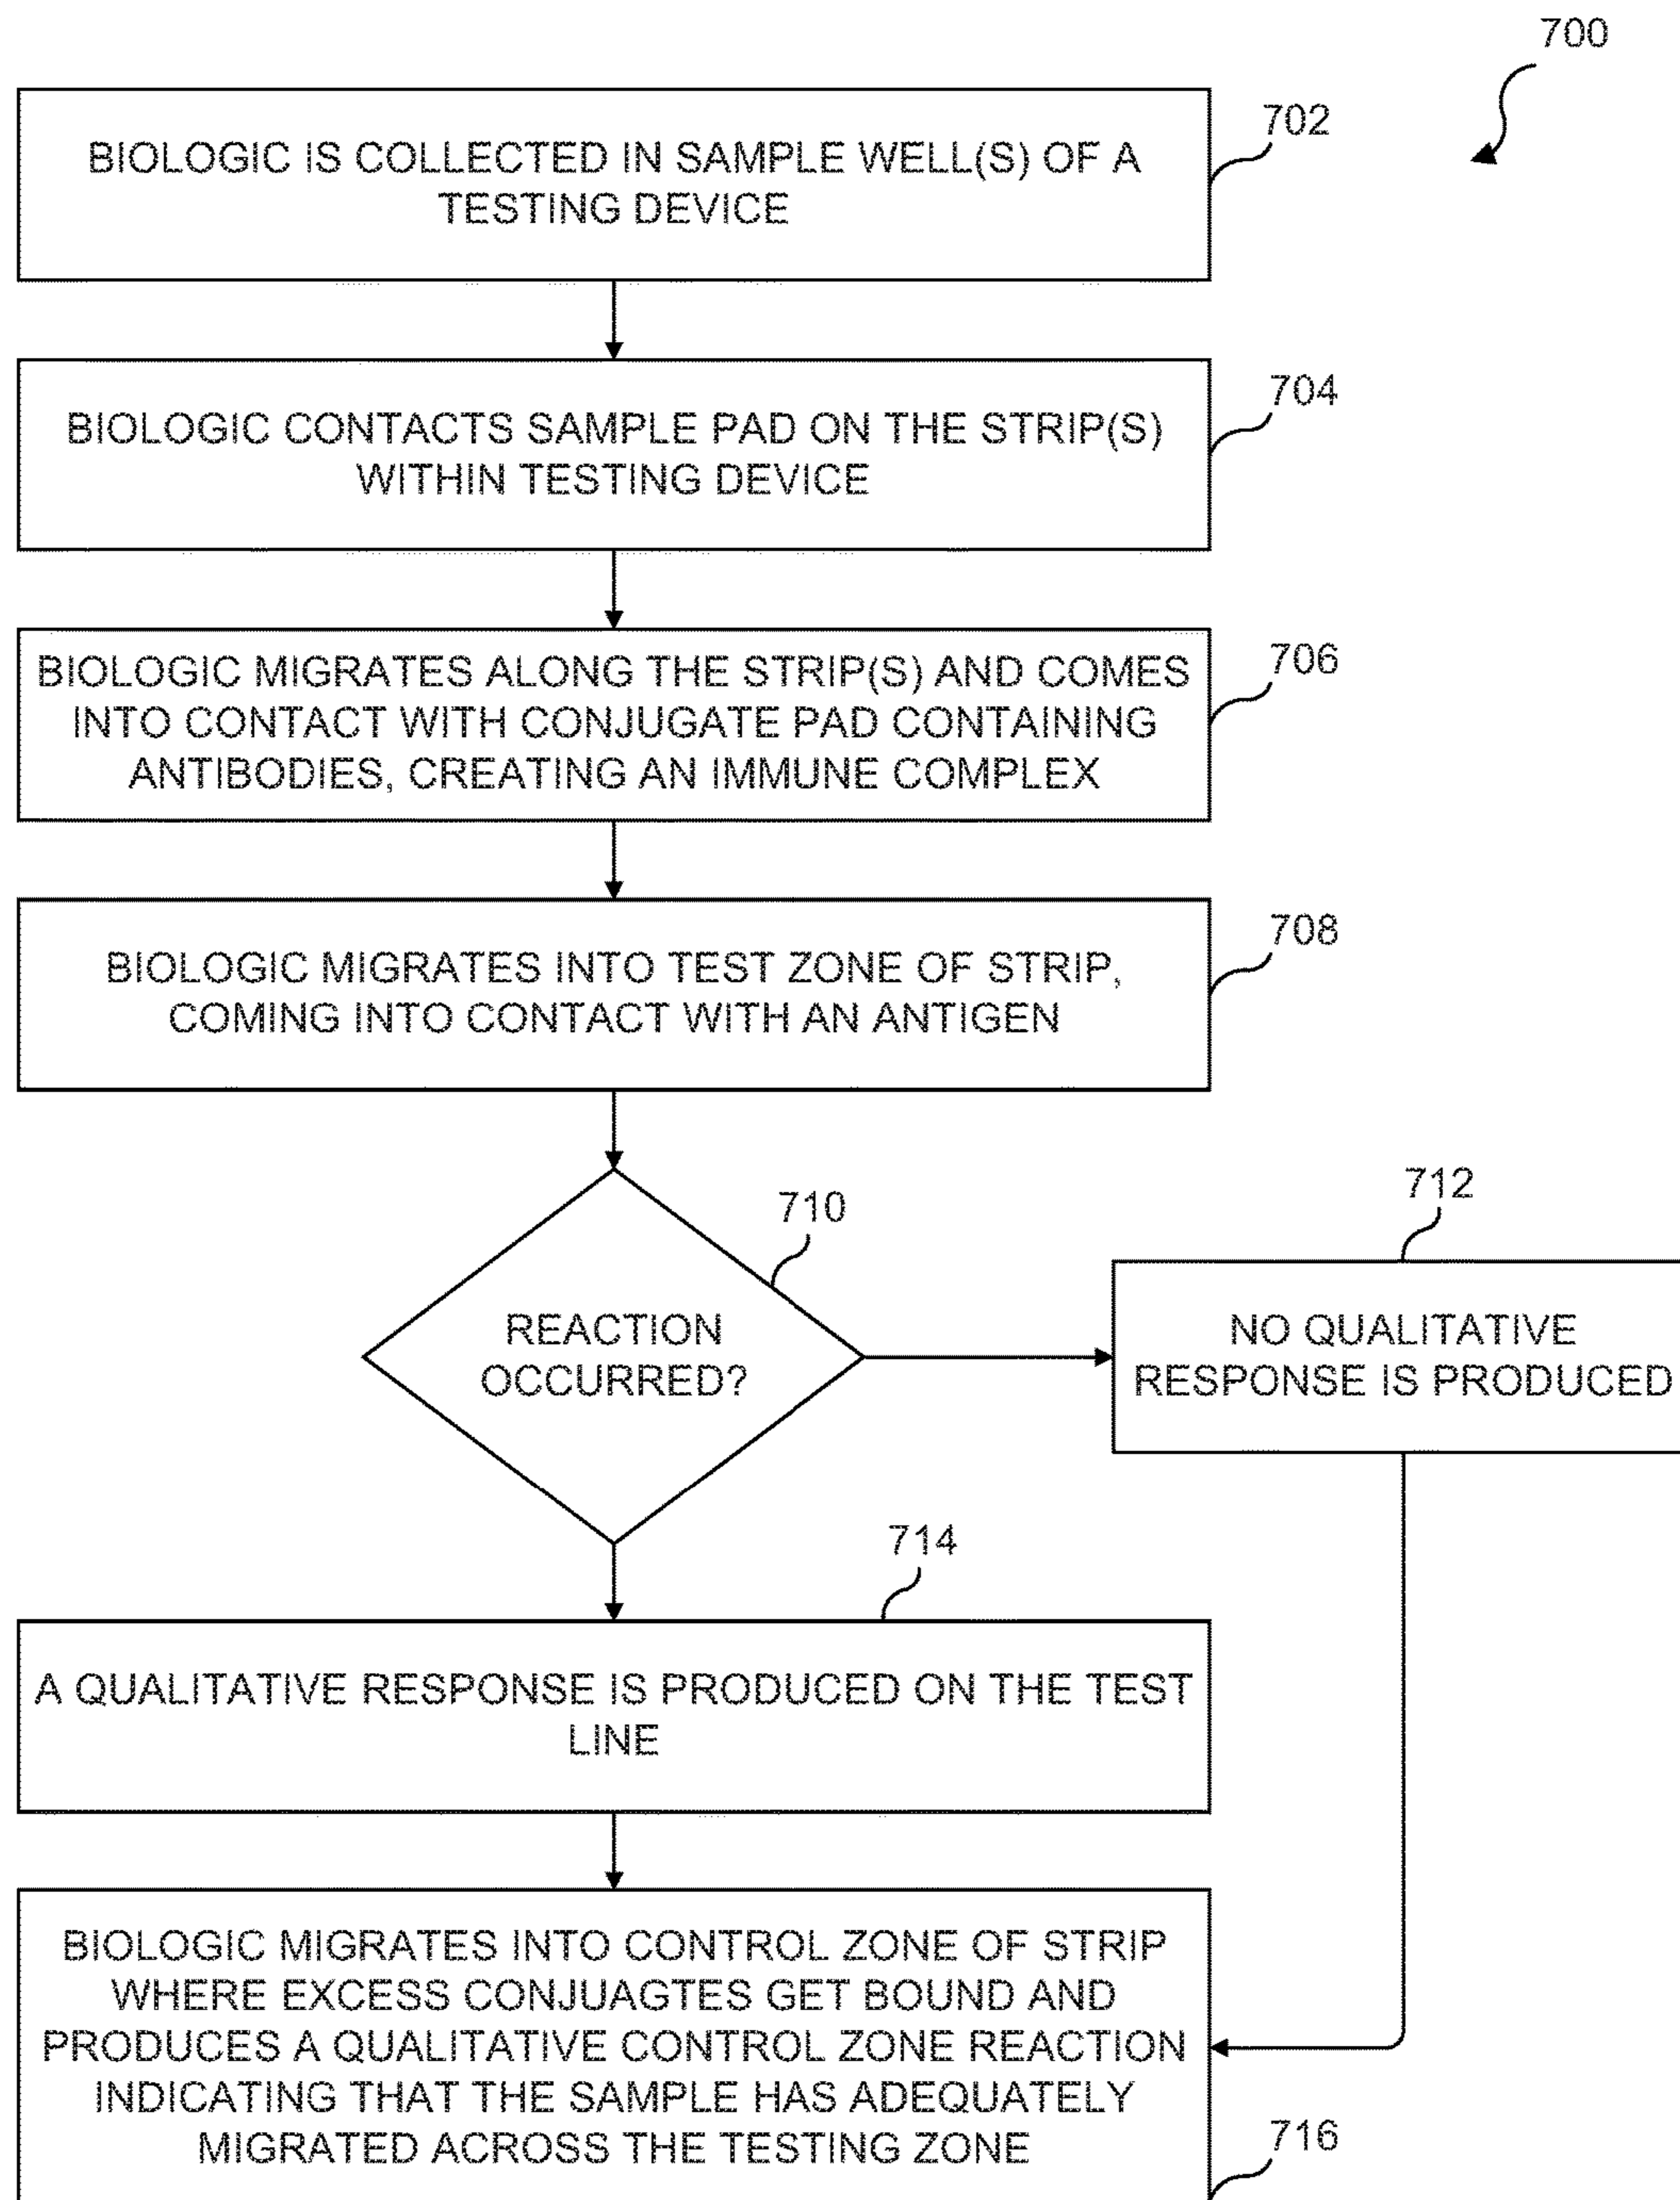 700
702
BIOLOGIC IS COLLECTED IN SAMPLE WELL(S) OF A
TESTING DEVICE
704
BIOLOGIC CONTACTS SAMPLE PAD ON THE STRIP(S)
WITHIN TESTING DEVICE
706
BIOLOGIC MIGRATES ALONG THE STRIP(S) AND COMES
INTO CONTACT WITH CONJUGATE PAD CONTAINING
ANTIBODIES, CREATING AN IMMUNE COMPLEX
708
BIOLOGIC MIGRATES INTO TEST ZONE OF STRIP,
COMING INTO CONTACT WITH AN ANTIGEN
710
REACTION
OCCURRED?
712
NO QUALITATIVE
RESPONSE IS PRODUCED
714
A QUALITATIVE RESPONSE IS PRODUCED ON THE TEST
LINE
BIOLOGIC MIGRATES INTO CONTROL ZONE OF STRIP
WHERE EXCESS CONJUAGTES GET BOUND AND
PRODUCES A QUALITATIVE CONTROL ZONE REACTION
INDICATING THAT THE SAMPLE HAS ADEQUATELY
MIGRATED ACROSS THE TESTING ZONE
716